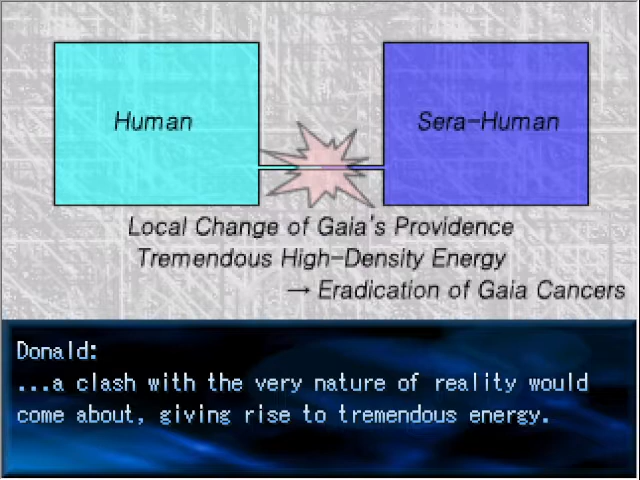 Human
Sera-Human
Local Change of Gaia's Providence
Tremendous High-Density Energy
→ Eradication of Gaia Cancers
Donald:
...a clash with the very nature of reality would
come about, giving rise to tremendous energy.